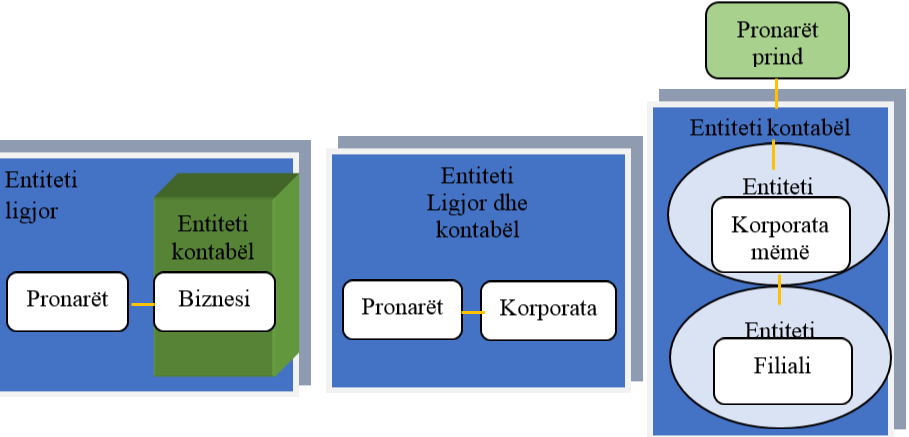 Entiteti
ligjor
Entiteti
kontabël
Pronarët
Biznesi
Entiteti
Ligjor dhe
kontabël
Pronarët
Korporata
Pronarët
prind
Entiteti kontabël
Entiteti
Korporata
mëmë
Entiteti
Filiali